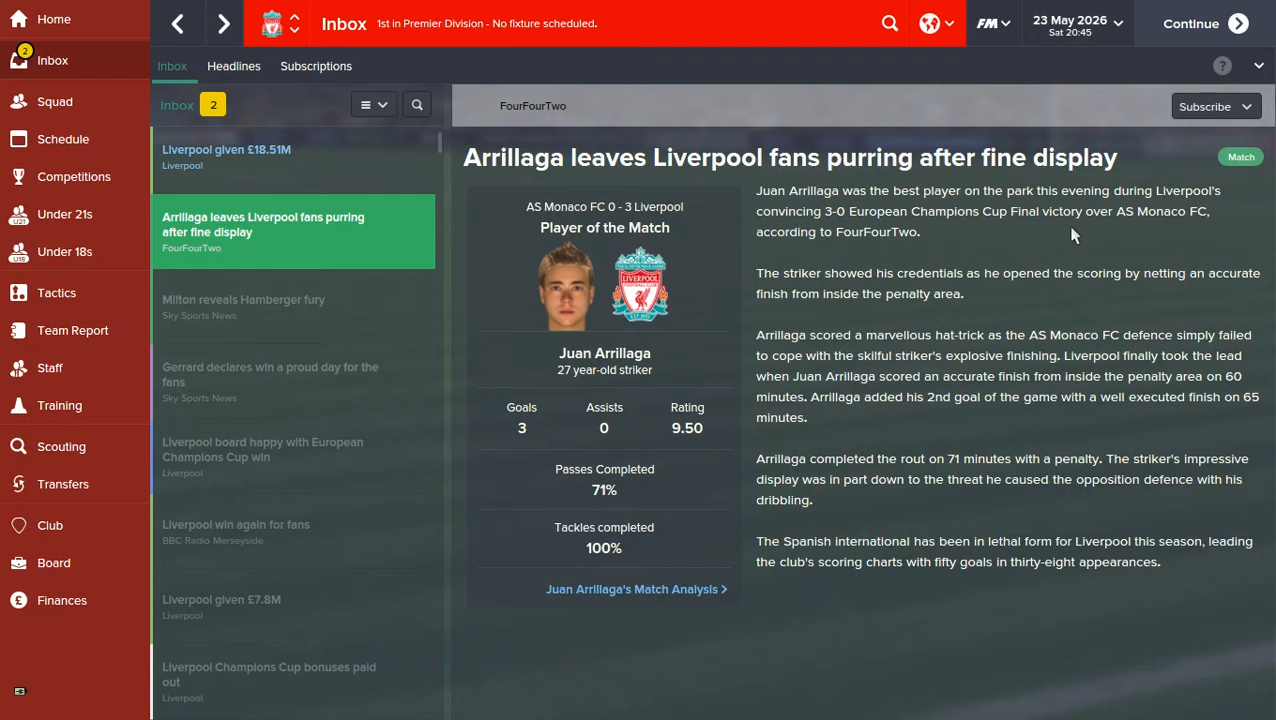 Home
2
Inbox
Squad
Schedule
Competitions
U21
Under 21s
U18
Under 18s
Tactics
Team Report
Staff
Training
Scouting
Transfers
Club
Board
Finances
Inbox
1st in Premier Division - No fixture scheduled.
FM
23 May 2026
Sat 20:45
Continue
Inbox
Headlines
Subscriptions
?
Inbox
2
Liverpool given £18.51M
Liverpool
Arrillaga leaves Liverpool fans purring
after fine display
FourFourTwo
Milton reveals Hamberger fury
Sky Sports News
Gerrard declares win a proud day for the
fans
Sky Sports News
Liverpool board happy with European
Champions Cup win
Liverpool
Liverpool win again for fans
BBC Radio Merseyside
Liverpool given £7.8M
Liverpool
Liverpool Champions Cup bonuses paid
out
Liverpool
FourFourTwo
Subscribe
Arrillaga leaves Liverpool fans purring after fine display
Match
AS Monaco FC 0 - 3 Liverpool
Player of the Match
Juan Arrillaga
27 year-old striker
Goals
Assists
Rating
3
0
9.50
Passes Completed
71%
Tackles completed
100%
Juan Arrillaga's Match Analysis >
Juan Arrillaga was the best player on the park this evening during Liverpool's
convincing 3-0 European Champions Cup Final victory over AS Monaco FC,
according to FourFourTwo.
The striker showed his credentials as he opened the scoring by netting an accurate
finish from inside the penalty area.
Arrillaga scored a marvellous hat-trick as the AS Monaco FC defence simply failed
to cope with the skilful striker's explosive finishing. Liverpool finally took the lead
when Juan Arrillaga scored an accurate finish from inside the penalty area on 60
minutes. Arrillaga added his 2nd goal of the game with a well executed finish on 65
minutes.
Arrillaga completed the rout on 71 minutes with a penalty. The striker's impressive
display was in part down to the threat he caused the opposition defence with his
dribbling.
The Spanish international has been in lethal form for Liverpool this season, leading
the club's scoring charts with fifty goals in thirty-eight appearances.